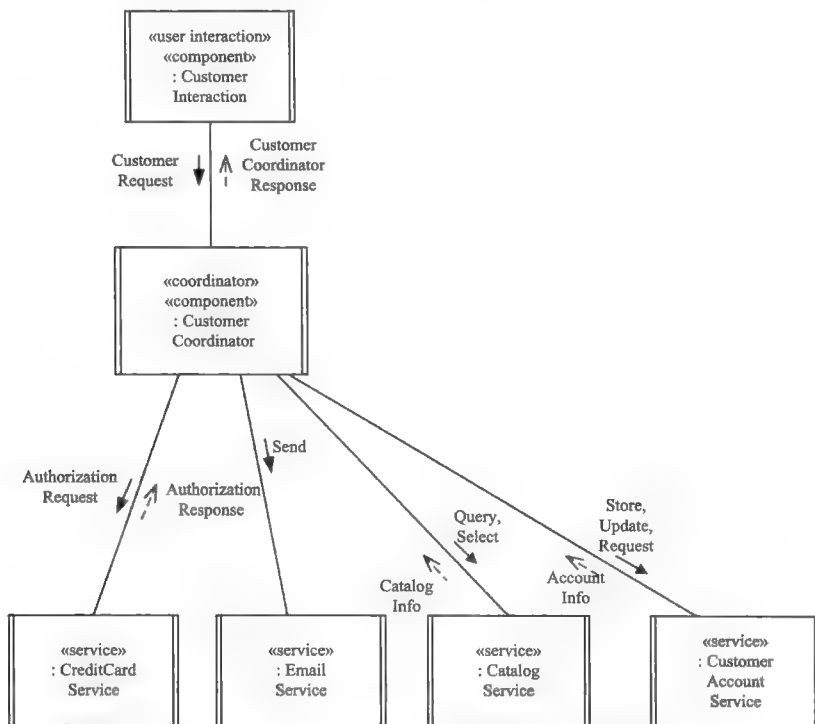 «user interaction»
«component»
: Customer
Interaction
Customer
Request
Customer
Coordinator
Response
«coordinator»
«component»
: Customer
Coordinator
Send
Authorization
Request
Authorization
Response
Query,
Select
Store,
Update,
Request
Catalog
Info
Account
Info
«service»
: CreditCard
Service
«service»
: Email
Service
«service»
: Catalog
Service
«service»
: Customer
Account
Service